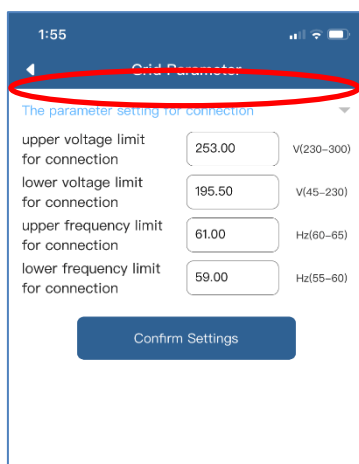 1:55
Grid Parameter
The parameter setting for connection
upper voltage limit
for connection
253.00
V(230-300)
lower voltage limit
for connection
195.50
V(45-230)
upper frequency limit
for connection
61.00
Hz(60-65)
lower frequency limit
for connection
59.00
Hz(55-60)
Confirm Settings